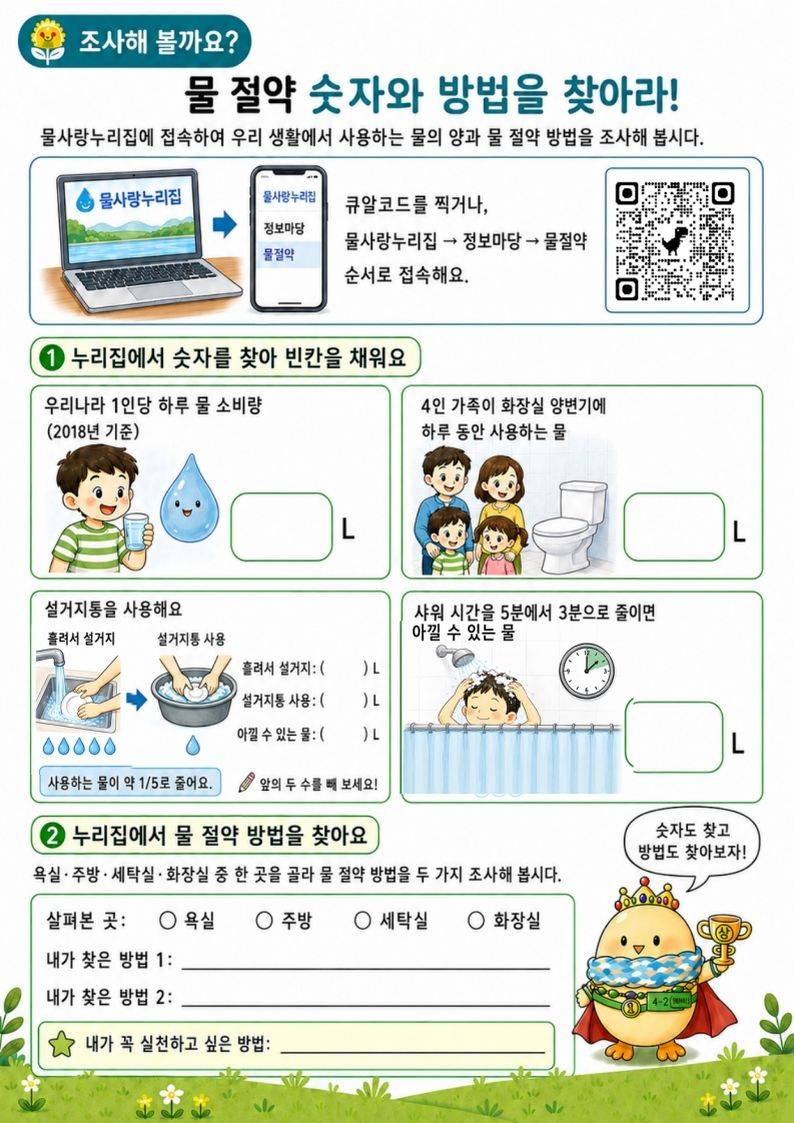 조사해 볼까요?
물 절약 숫자와 방법을 찾아라!
물사랑누리집에 접속하여 우리 생활에서 사용하는 물의 양과 물 절약 방법을 조사해 봅시다.
물사랑누리집
물사랑누리집
정보마당
물절약
큐알코드를 찍거나,
물사랑누리집 → 정보마당 → 물절약
순서로 접속해요.
1 누리집에서 숫자를 찾아 빈칸을 채워요
우리나라 1인당 하루 물 소비량
(2018년 기준)
L
4인 가족이 화장실 양변기에
하루 동안 사용하는 물
L
설거지통을 사용해요
흘려서 설거지
설거지통 사용
흘려서 설거지: ( ) L
설거지통 사용: ( ) L
아낄 수 있는 물: ( ) L
사용하는 물이 약 1/5로 줄어요.
앞의 두 수를 빼 보세요!
샤워 시간을 5분에서 3분으로 줄이면
아낄 수 있는 물
12
3
6
9
L
2 누리집에서 물 절약 방법을 찾아요
욕실·주방·세탁실·화장실 중 한 곳을 골라 물 절약 방법을 두 가지 조사해 봅시다.
살펴본 곳: ○ 욕실 ○ 주방 ○ 세탁실 ○ 화장실
내가 찾은 방법 1:
내가 찾은 방법 2:
내가 꼭 실천하고 싶은 방법:
숫자도 찾고
방법도 찾아보자!
상
1
4-2